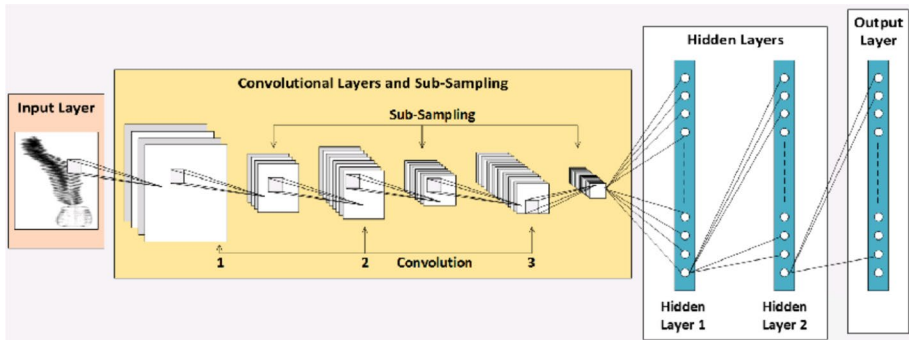 Input Layer
Convolutional Layers and Sub-Sampling
Sub-Sampling
1
2
Convolution
3
Hidden Layers
Hidden
Layer 1
Hidden
Layer 2
Output
Layer